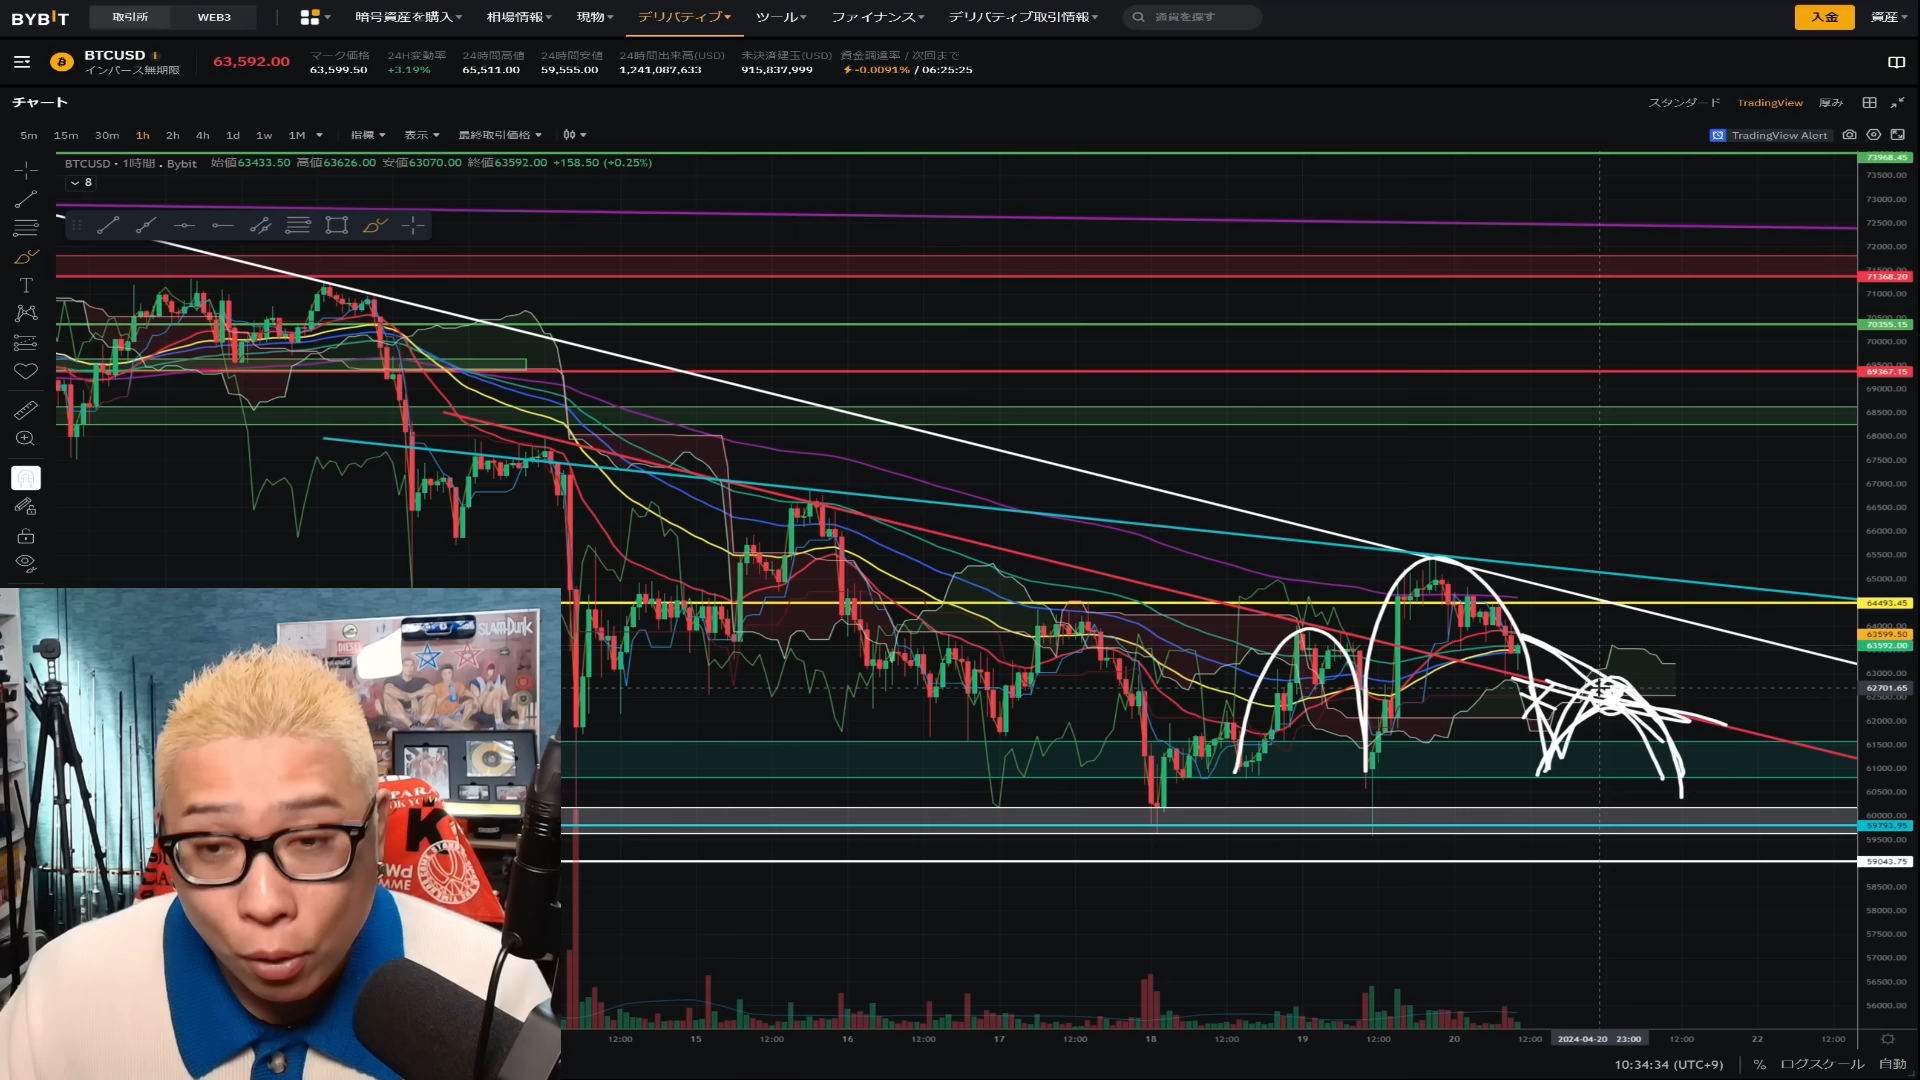 BYBIT 取引所 WEB3 暗号資産を購入 相場情報 現物 デリバティブ ツール ファイナンス デリバティブ取引情報 通貨を探す 入金 資産
BTCUSD
インバース無期限
63,592.00
マーク価格 24H変動率 24時間高値 24時間安値 24時間出来高(USD) 未決済建玉(USD) 資金調達率 / 次回まで
63,599.50 +3.19% 65,511.00 59,555.00 1,241,087,633 915,837,999 -0.0091% / 06:25:25
チャート
スタンダード TradingView 厚み
5m 15m 30m 1h 2h 4h 1d 1w 1M 指標 表示 最終取引価格
TradingView Alert
BTCUSD・1時間 . Bybit 始値63433.50 高値63626.00 安値63070.00 終値63592.00 +158.50 (+0.25%)
8
73968.45
73500.00
73000.00
72500.00
72000.00
71368.20
71000.00
70355.15
70000.00
69367.15
69000.00
68500.00
68000.00
67500.00
67000.00
66500.00
66000.00
65500.00
65000.00
64493.45
64000.00
63599.50
63592.00
63000.00
62701.65
62000.00
61500.00
61000.00
60500.00
60000.00
59793.95
59500.00
59043.75
58500.00
58000.00
57500.00
57000.00
56500.00
56000.00
SLAM DUNK
DIESEL
PARA
TOKYO
K
Wd
MME
12:00 15 12:00 16 12:00 17 12:00 18 12:00 19 12:00 20 12:00 2024-04-20 23:00 12:00 22 12:00
10:34:34 (UTC+9) % ログスケール 自動